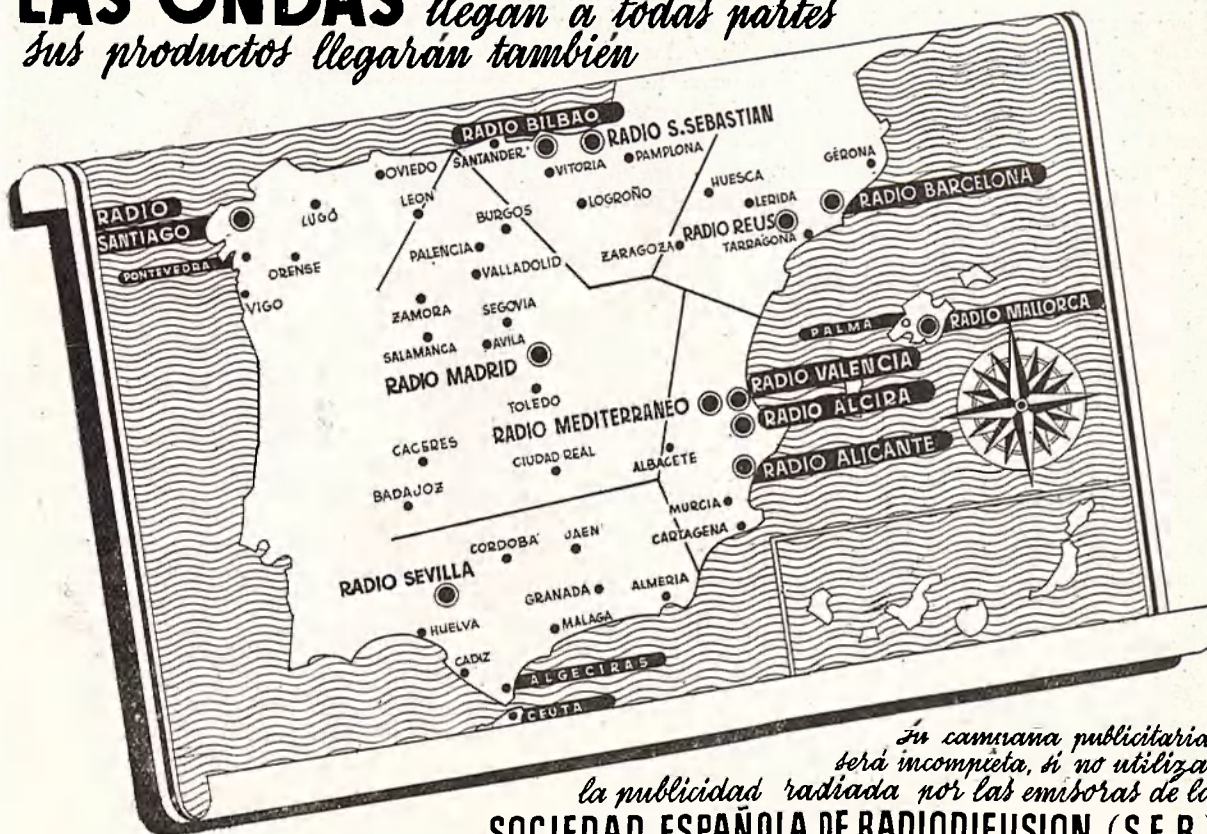 LAS ONDAS llegan a todas partes
sus productos llegarán también
RADIO BILBAO
RADIO S.SEBASTIAN
OVIEDO
SANTANDER
VITORIA
PAMPLONA
GERONA
HUESCA
LERIDA
RADIO BARCELONA
RADIO
SANTIAGO
LUGO
LEON
BURGOS
LOGROÑO
RADIO REUS
TARRAGONA
ZARAGOZA
PALENCIA
VALLADOLID
PONTEVEDRA
ORENSE
VIGO
ZAMORA
SEGOVIA
SALAMANCA
AVILA
PALMA
RADIO MALLORCA
RADIO MADRID
TOLEDO
RADIO VALENCIA
RADIO MEDITERRANEO
RADIO ALCIRA
CACERES
CIUDAD REAL
ALBACETE
RADIO ALICANTE
BADAJOZ
MURCIA
CARTAGENA
CORDOBA
JAEN
RADIO SEVILLA
GRANADA
ALMERIA
HUELVA
MALAGA
CADIZ
ALGECIRAS
CEUTA
Su campaña publicitaria
será incompleta, si no utiliza
la publicidad radiada por las emisoras de la
SOCIEDAD ESPAÑOLA DE RADIODIFUSION (S.E.R.)